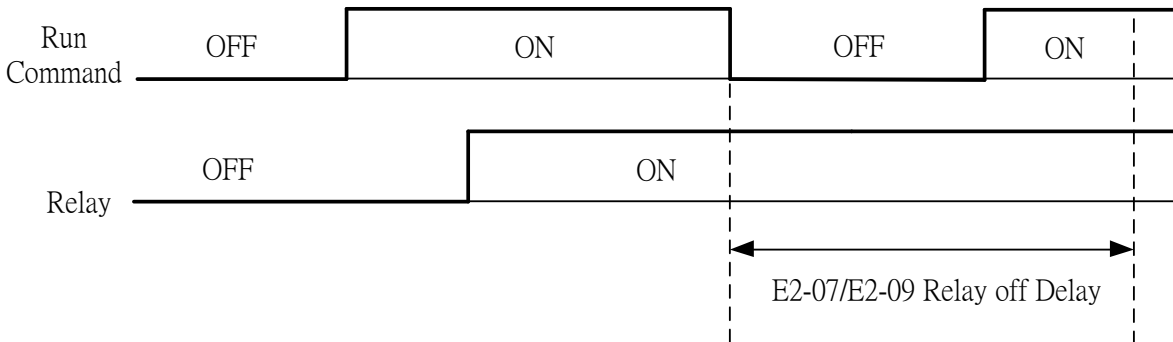 Run
Command
OFF
ON
OFF
ON
Relay
OFF
ON
E2-07/E2-09 Relay off Delay